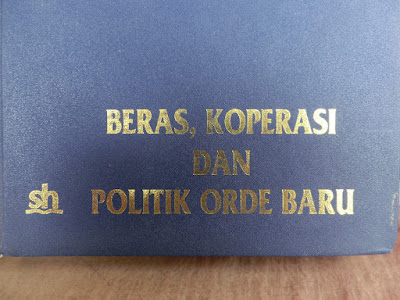 BERAS, KOPERASI
DAN
sh POLITIK ORDE BARU